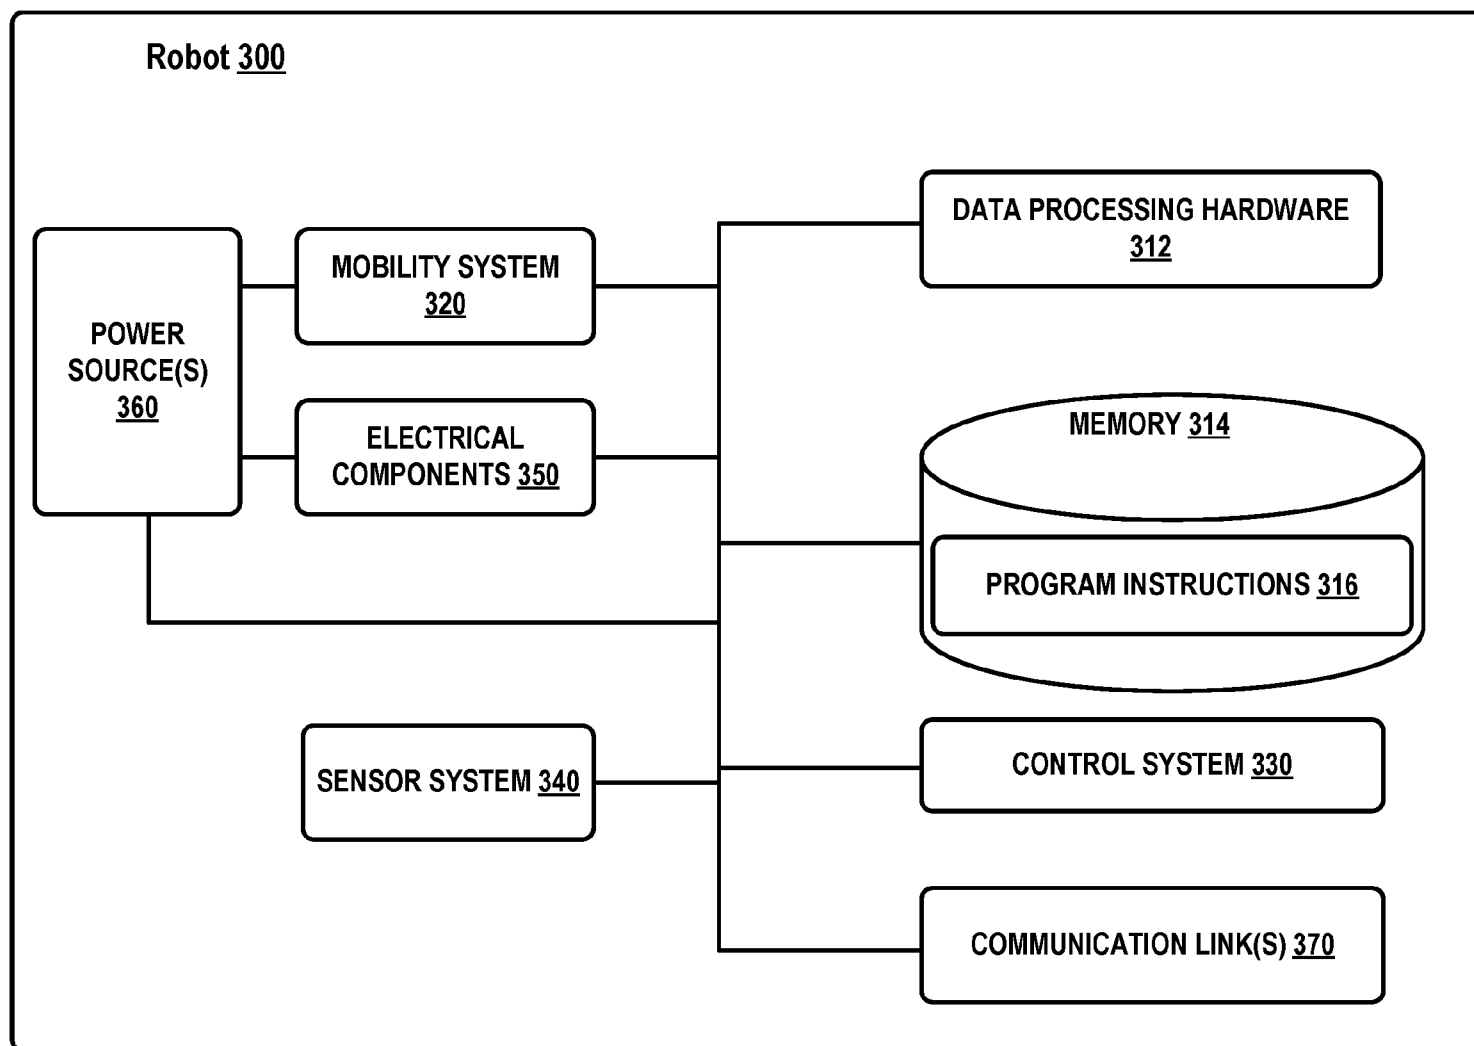 Robot 300
DATA PROCESSING HARDWARE
312
MOBILITY SYSTEM
320
POWER
SOURCE(S)
360
ELECTRICAL
COMPONENTS 350
MEMORY 314
PROGRAM INSTRUCTIONS 316
SENSOR SYSTEM 340
CONTROL SYSTEM 330
COMMUNICATION LINK(S) 370